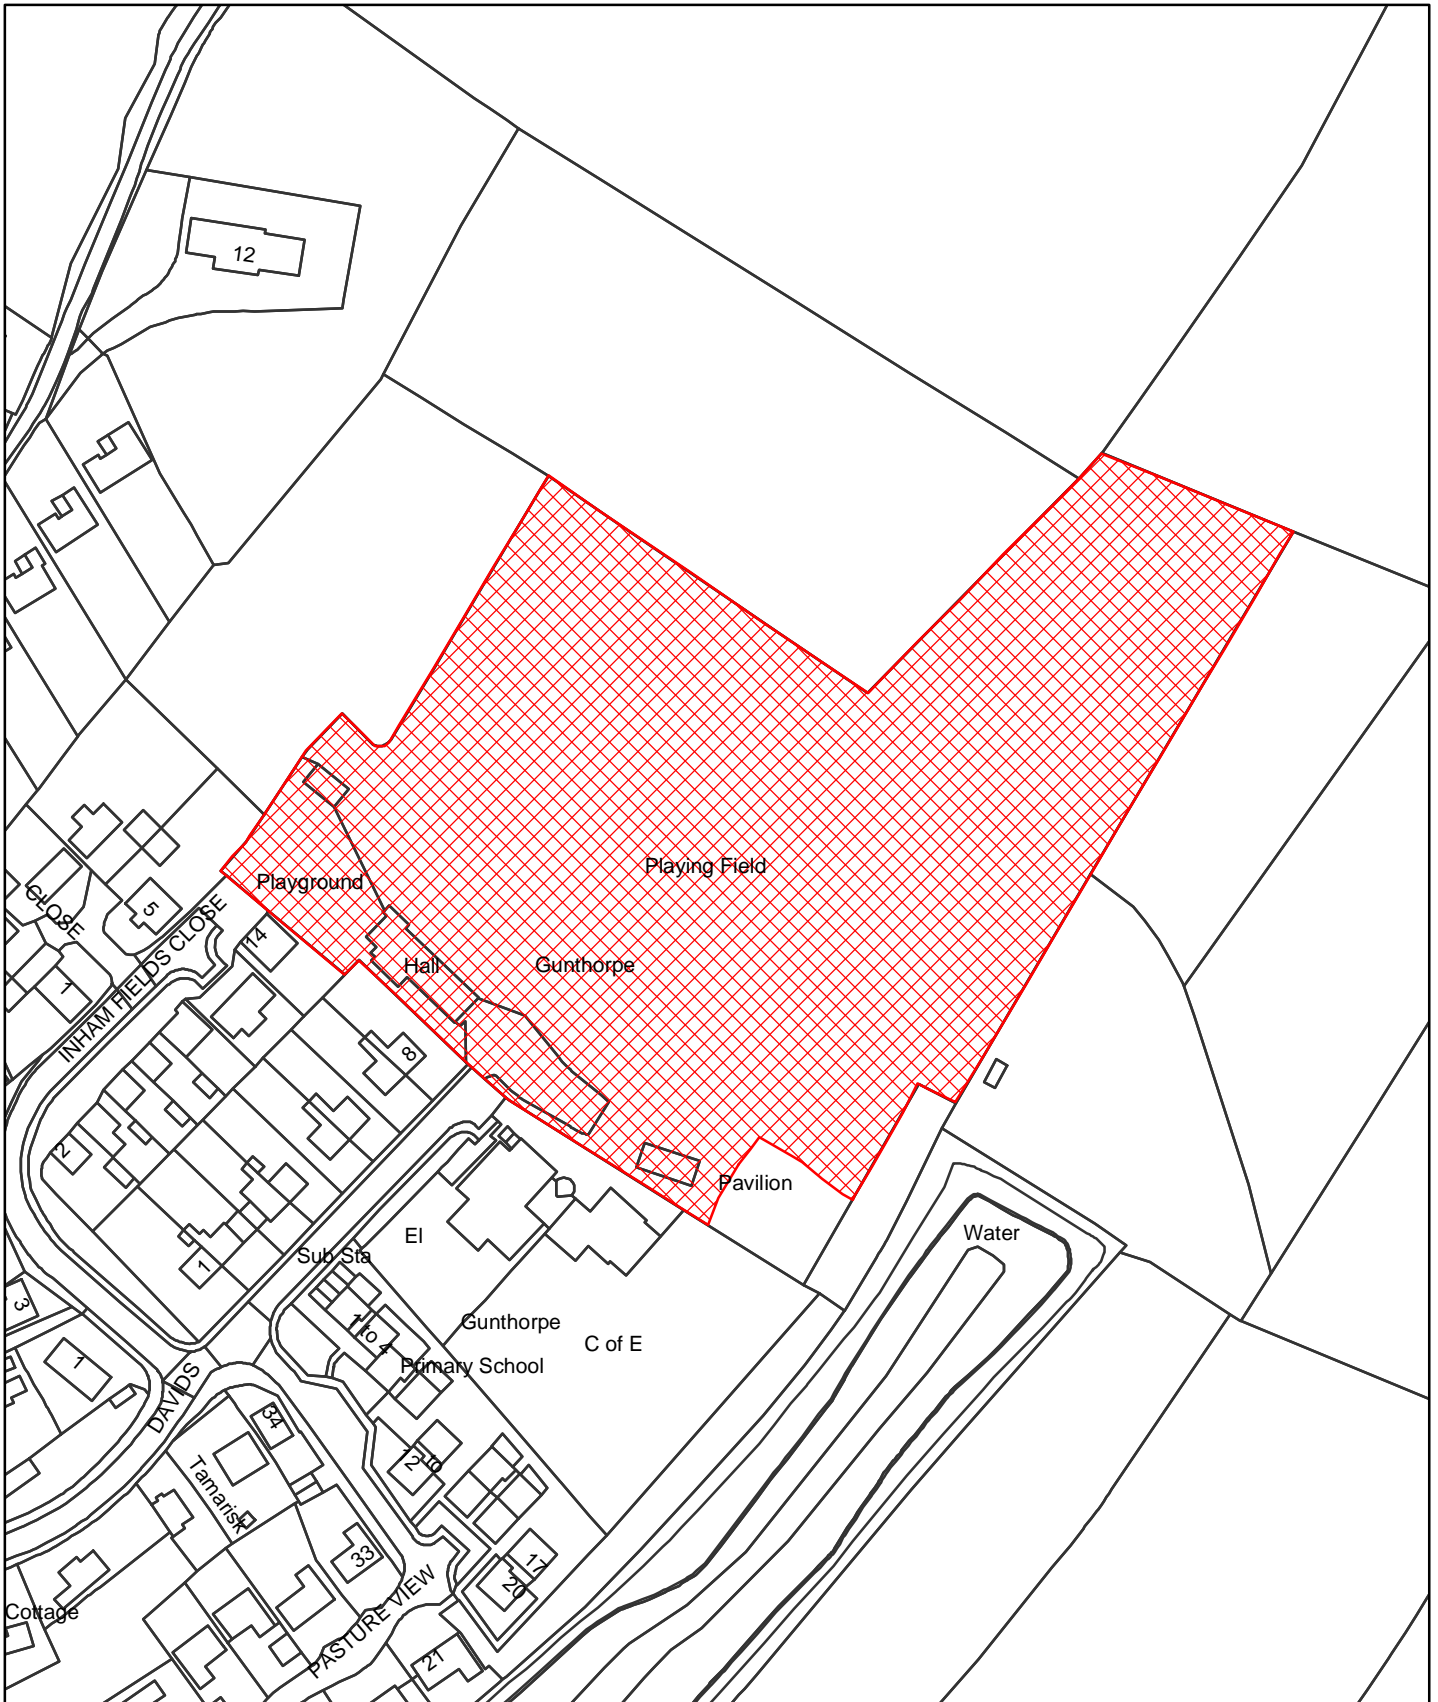 12
Playing Field
Playground
CLOSE
5
14
Hall
Gunthorpe
1
INHAM FIELDS CLOSE
8
2
Pavilion
Water
El
Sub Sta
1
3
Gunthorpe
C of E
1 to 4
Primary School
1
DAVIDS
34
12 to
Tamarisk
33
17
20
PASTURE VIEW
Cottage
21